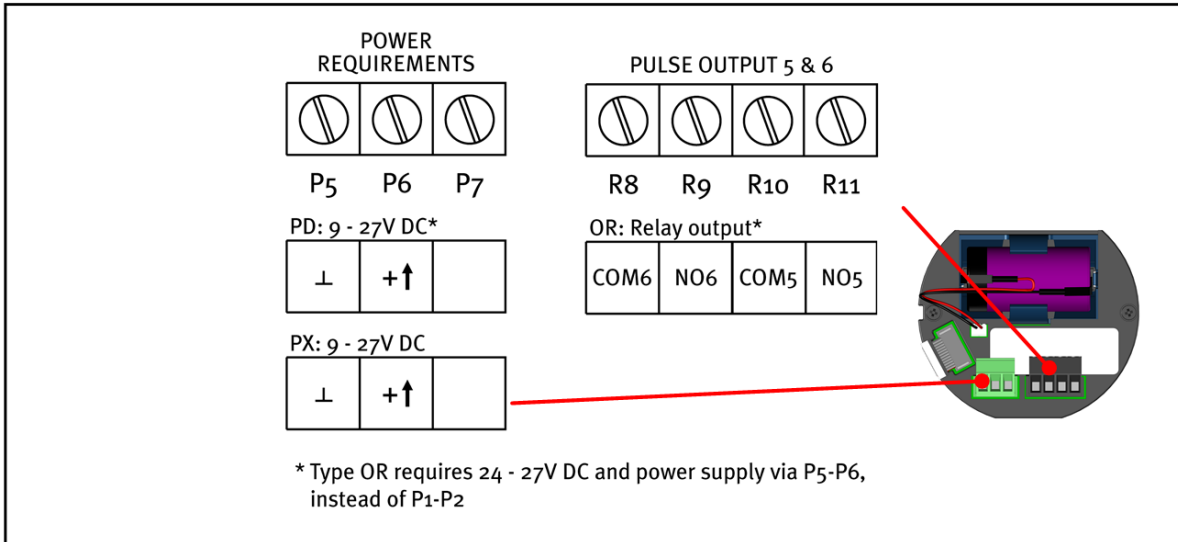 POWER
REQUIREMENTS
P5 P6 P7
PD: 9 - 27V DC*
⊥ +↑
PX: 9 - 27V DC
⊥ +↑
PULSE OUTPUT 5 & 6
R8 R9 R10 R11
OR: Relay output*
COM6 NO6 COM5 NO5
* Type OR requires 24 - 27V DC and power supply via P5-P6,
instead of P1-P2